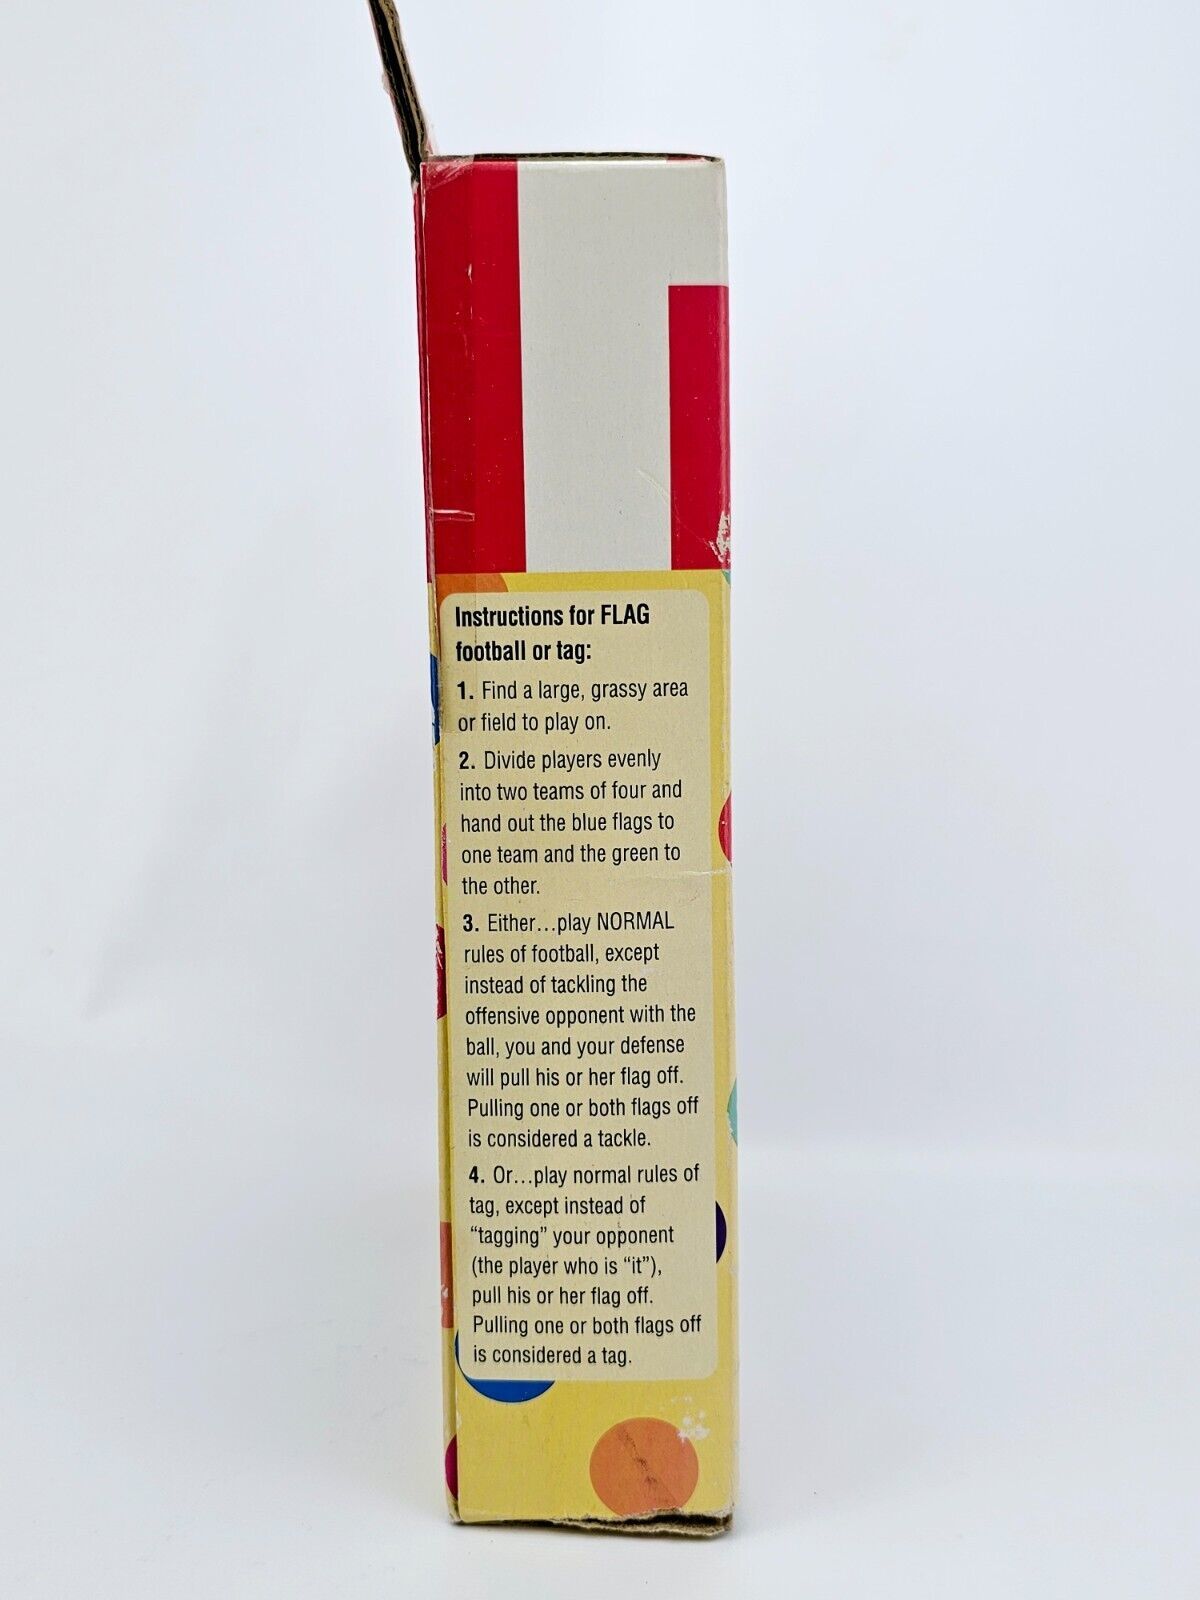 Instructions for FLAG
football or tag:
1. Find a large, grassy area
or field to play on.
2. Divide players evenly
into two teams of four and
hand out the blue flags to
one team and the green to
the other.
3. Either...play NORMAL
rules of football, except
instead of tackling the
offensive opponent with the
ball, you and your defense
will pull his or her flag off.
Pulling one or both flags off
is considered a tackle.
4. Or...play normal rules of
tag, except instead of
“tagging” your opponent
(the player who is “it”),
pull his or her flag off.
Pulling one or both flags off
is considered a tag.